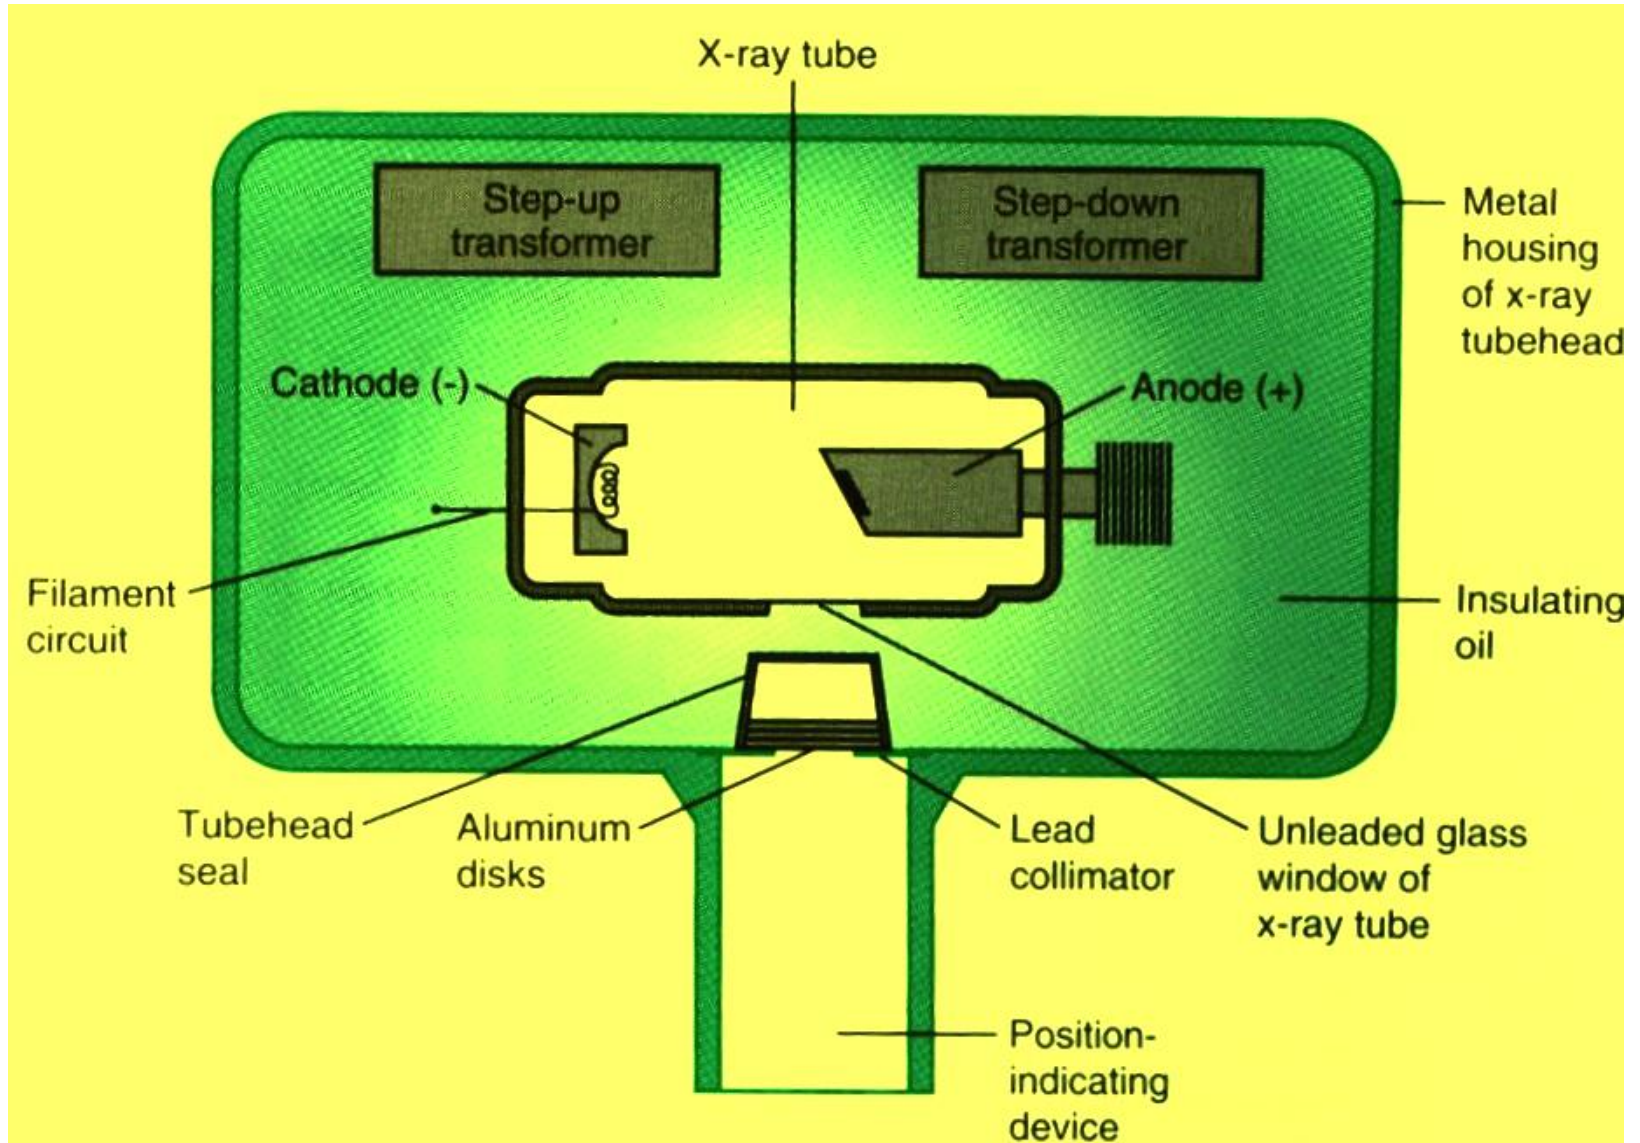 X-ray tube
Step-up
transformer
Step-down
transformer
Metal
housing
of x-ray
tubehead
Cathode (-)
Anode (+)
Filament
circuit
Insulating
oil
Tubehead
seal
Aluminum
disks
Lead
collimator
Unleaded glass
window of
x-ray tube
Position-
indicating
device